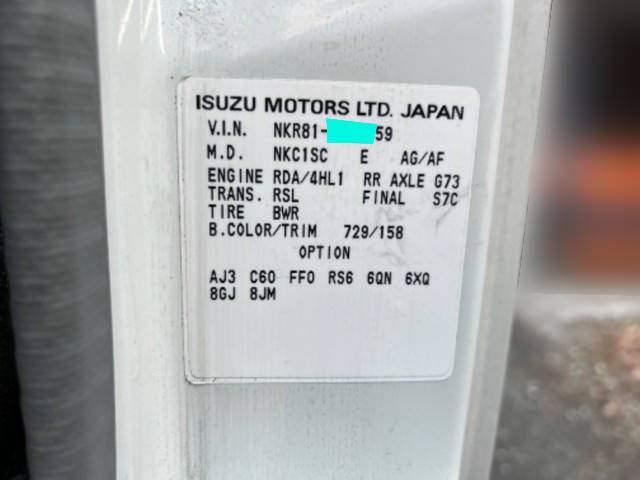 ISUZU MOTORS LTD. JAPAN
V.I.N. NKR81- 59
M.D. NKC1SC E AG/AF
ENGINE RDA/4HL1 RR AXLE G73
TRANS. RSL FINAL S7C
TIRE BWR
B.COLOR/TRIM 729/158
OPTION
AJ3 C60 FF0 RS6 6QN 6XQ
8GJ 8JM